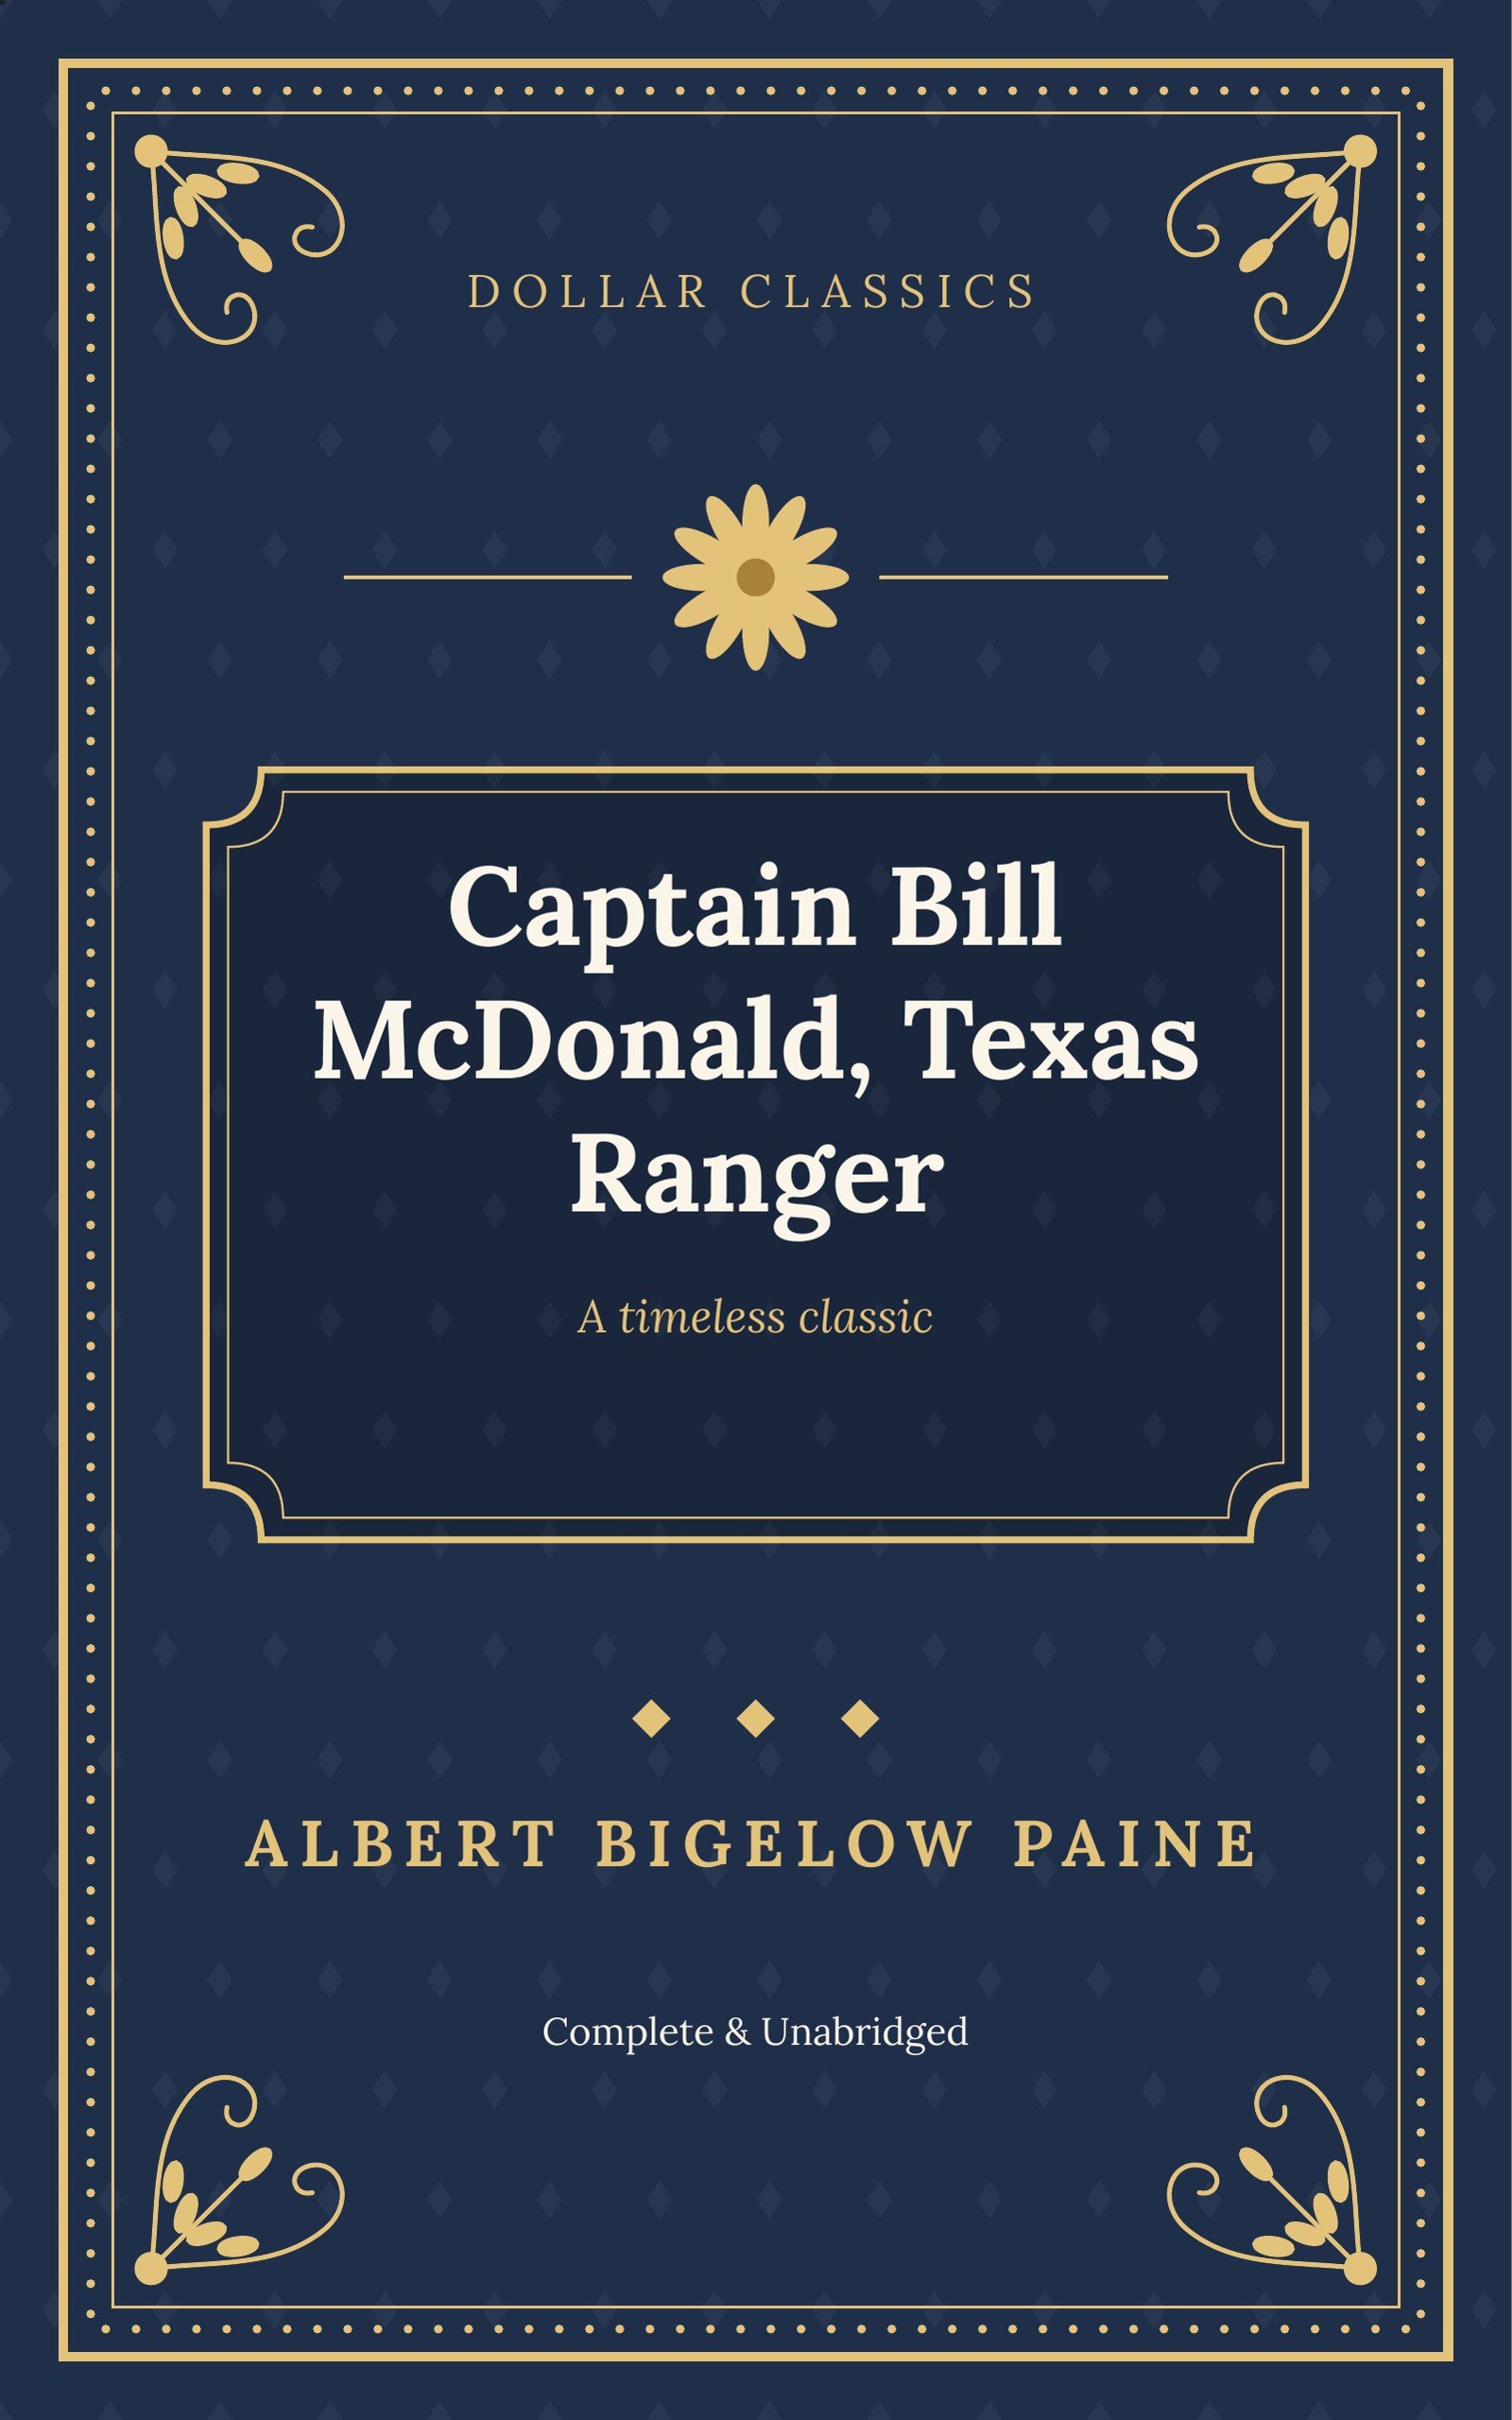 DOLLAR CLASSICS
Captain Bill
McDonald, Texas
Ranger
A timeless classic
ALBERT BIGELOW PAINE
Complete & Unabridged